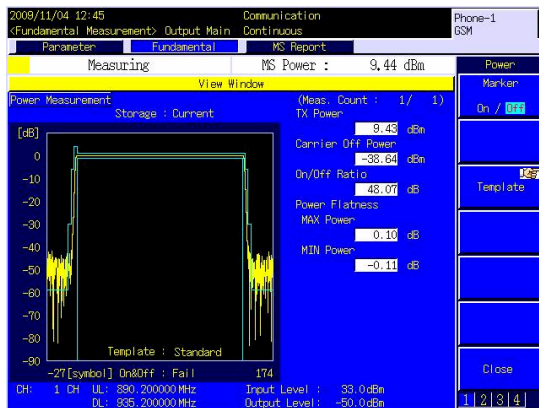 2009/11/04 12:45 Communication Phone-1
<Fundamental Measurement> Output Main Continuous GSM
Parameter Fundamental MS Report
Measuring MS Power : 9.44 dBm Power
View Window Marker
On / Off
Power Measurement (Meas. Count : 1/ 1)
Storage : Current TX Power
9.43 dBm
[dB] Carrier Off Power
-38.64 dBm
0
On/Off Ratio
-10 48.07 dB Template
-20 Power Flatness
MAX Power
-30 0.10 dB
-40 MIN Power
-0.11 dB
-50
-60
-70
-80
Template : Standard
-90
-27[symbol] On&Off : Fail 174 Close
CH: 1 CH UL: 890.200000MHz Input Level : 33.0dBm
DL: 935.200000MHz Output Level: -50.0dBm 1 2 3 4